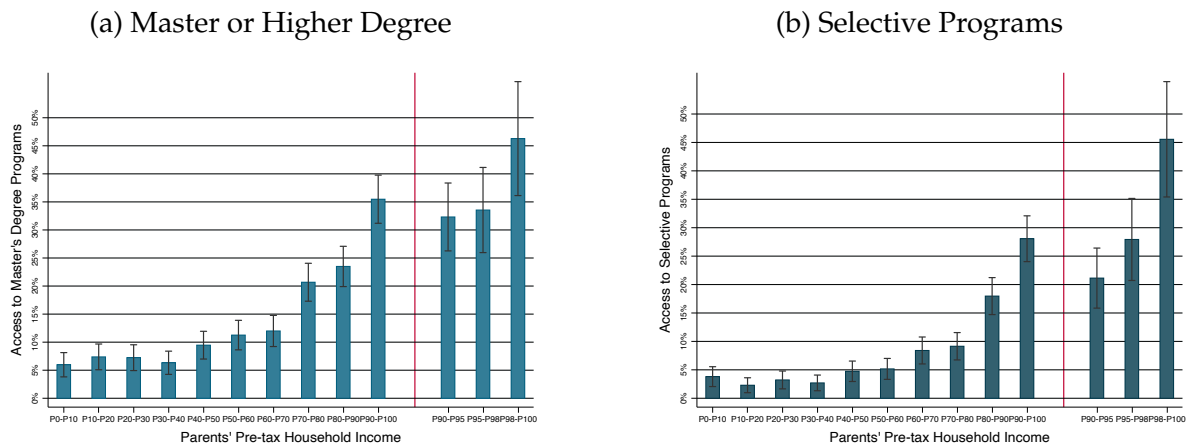 (a) Master or Higher Degree
Access to Master's Degree Programs
50%
45%
40%
35%
30%
25%
20%
15%
10%
5%
0%
P0-P10 P10-P20 P20-P30 P30-P40 P40-P50 P50-P60 P60-P70 P70-P80 P80-P90 P90-P100 P90-P95 P95-P98 P98-P100
Parents' Pre-tax Household Income
(b) Selective Programs
Access to Selective Programs
50%
45%
40%
35%
30%
25%
20%
15%
10%
5%
0%
P0-P10 P10-P20 P20-P30 P30-P40 P40-P50 P50-P60 P60-P70 P70-P80 P80-P90 P90-P100 P90-P95 P95-P98 P98-P100
Parents' Pre-tax Household Income